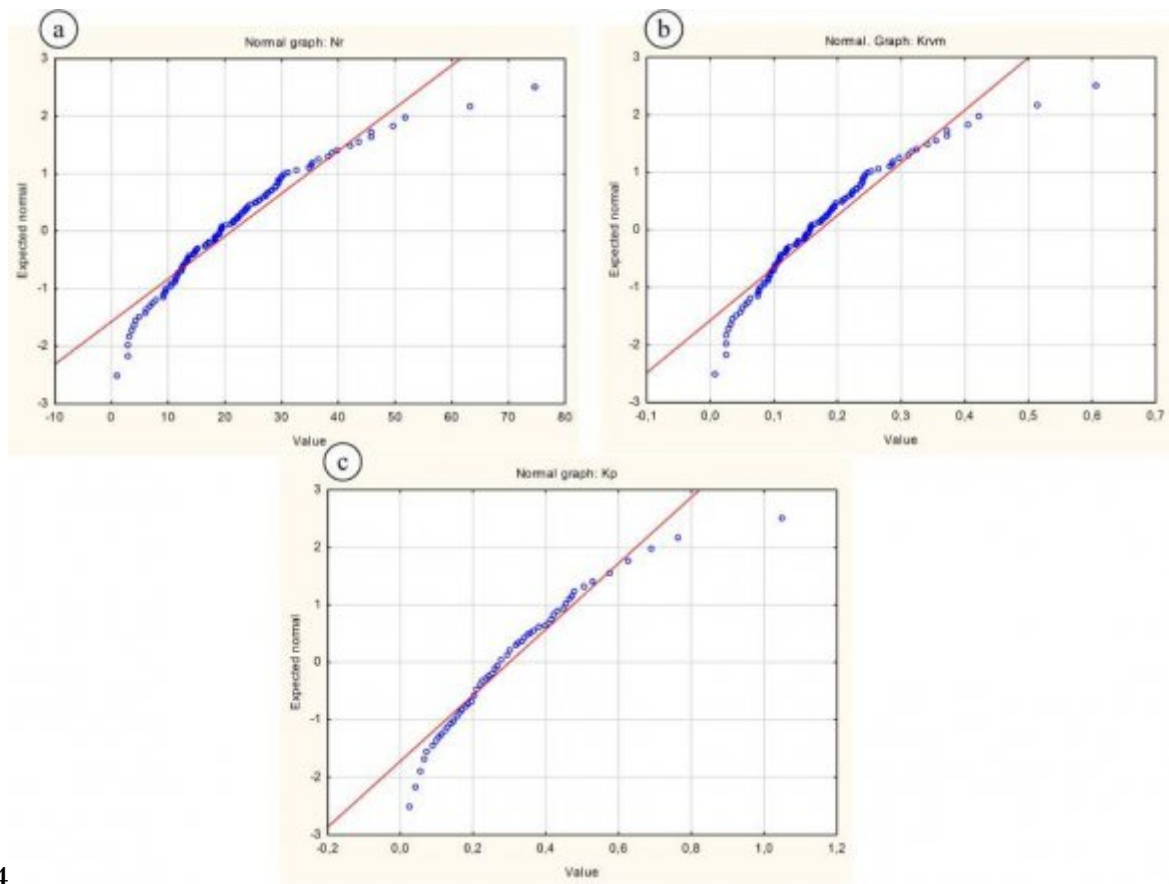 a
Normal graph: Nr
3
2
1
0
-1
-2
-3
Expected normal
-10 0 10 20 30 40 50 60 70 80
Value
b
Normal. Graph: Krvm
3
2
1
0
-1
-2
-3
Expected normal
-0,1 0,0 0,1 0,2 0,3 0,4 0,5 0,6 0,7
Value
c
Normal graph: Kp
3
2
1
0
-1
-2
-3
Expected normal
-0,2 0,0 0,2 0,4 0,6 0,8 1,0 1,2
Value
4